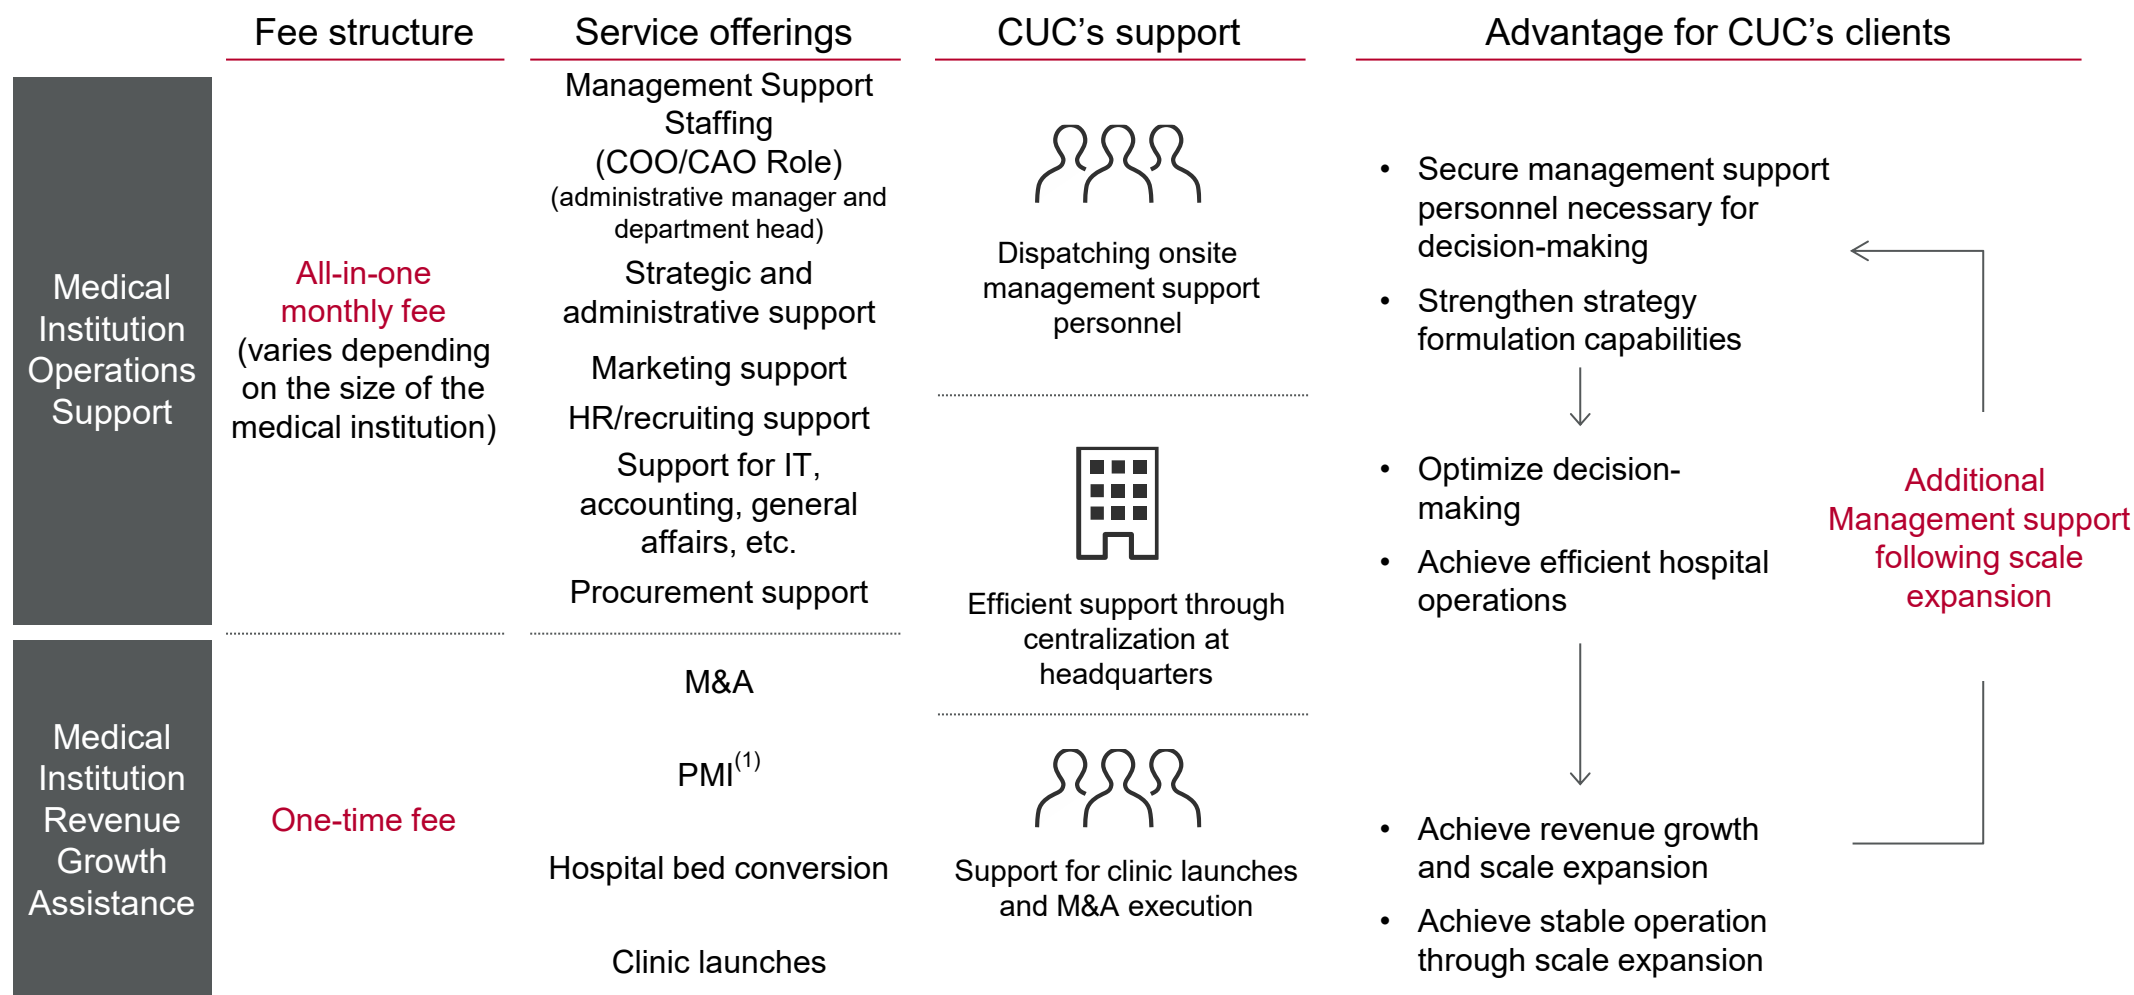 Fee structure
Service offerings
CUC’s support
Advantage for CUC’s clients
Medical
Institution
Operations
Support
All-in-one
monthly fee
(varies depending
on the size of the
medical institution)
Management Support
Staffing
(COO/CAO Role)
(administrative manager and
department head)
Strategic and
administrative support
Marketing support
HR/recruiting support
Support for IT,
accounting, general
affairs, etc.
Procurement support
Dispatching onsite
management support
personnel
Efficient support through
centralization at
headquarters
• Secure management support
personnel necessary for
decision-making
• Strengthen strategy
formulation capabilities
• Optimize decision-
making
• Achieve efficient hospital
operations
Additional
Management support
following scale
expansion
Medical
Institution
Revenue
Growth
Assistance
One-time fee
M&A
PMI(1)
Hospital bed conversion
Clinic launches
Support for clinic launches
and M&A execution
• Achieve revenue growth
and scale expansion
• Achieve stable operation
through scale expansion